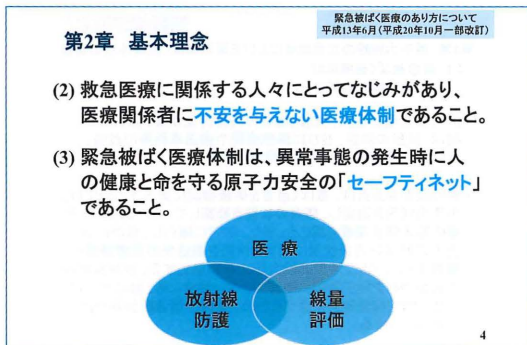 緊急被ばく医療のあり方について
平成13年6月(平成20年10月一部改訂)
第2章 基本理念
(2) 救急医療に関係する人々にとってなじみがあり、
医療関係者に不安を与えない医療体制であること。
(3) 緊急被ばく医療体制は、異常事態の発生時に人
の健康と命を守る原子力安全の「セーフティネット」
であること。
医 療
放射線
防護
線量
評価
4